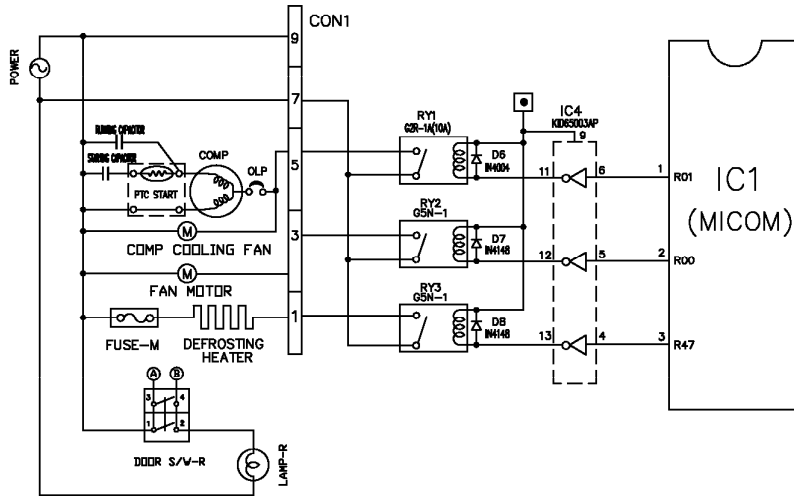 CON1
POWER
9
7
5
3
1
RUNNING CAPACITOR
STARTING CAPACITOR
PTC START
COMP
OLP
M
COMP COOLING FAN
M
FAN MOTOR
FUSE-M
DEFROSTING
HEATER
A B
3 4
1 2
DOOR S/W-R
LAMP-R
RY1
G2R-1A(10A)
D6
IN4004
RY2
G5N-1
D7
IN4148
RY3
G5N-1
D8
IN4148
IC4
KID65003AP
9
11 6
12 5
13 4
1 R01
2 R00
3 R47
IC1
(MICOM)